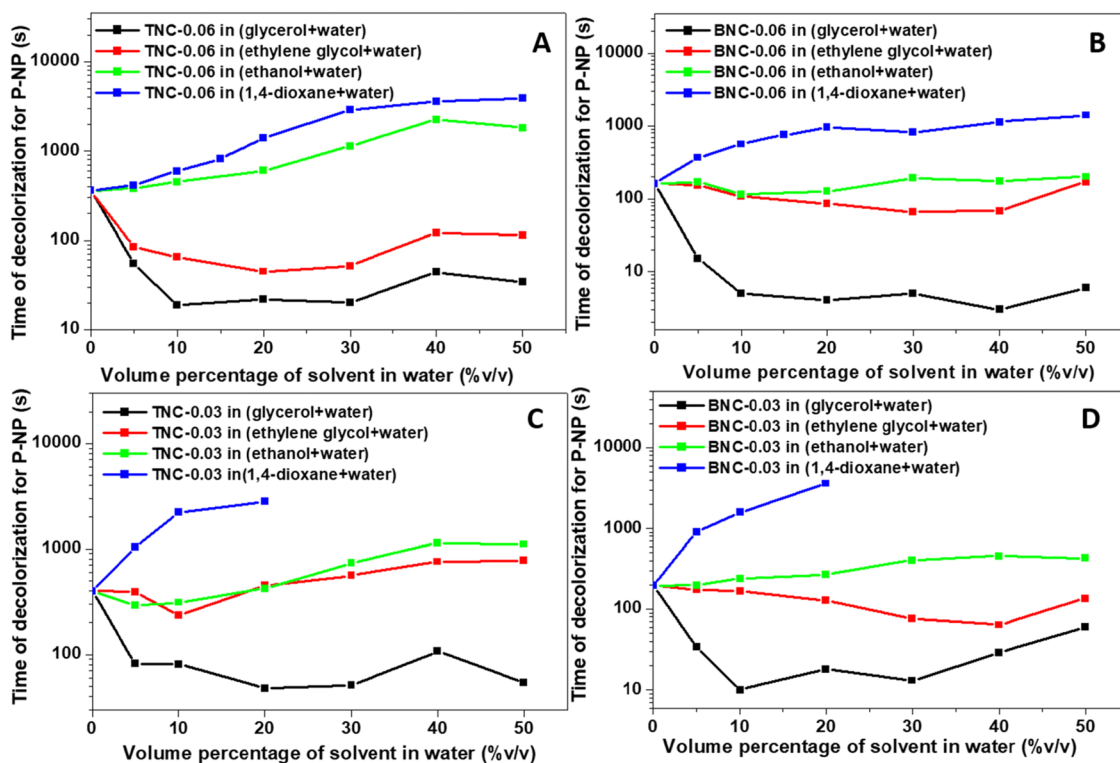 A
Time of decolorization for P-NP (s)
TNC-0.06 in (glycerol+water)
TNC-0.06 in (ethylene glycol+water)
TNC-0.06 in (ethanol+water)
TNC-0.06 in (1,4-dioxane+water)
10000
1000
100
10
0 10 20 30 40 50
Volume percentage of solvent in water (%v/v)
B
Time of decolorization for P-NP (s)
BNC-0.06 in (glycerol+water)
BNC-0.06 in (ethylene glycol+water)
BNC-0.06 in (ethanol+water)
BNC-0.06 in (1,4-dioxane+water)
10000
1000
100
10
0 10 20 30 40 50
Volume percentage of solvent in water (%v/v)
C
Time of decolorization for P-NP (s)
TNC-0.03 in (glycerol+water)
TNC-0.03 in (ethylene glycol+water)
TNC-0.03 in (ethanol+water)
TNC-0.03 in(1,4-dioxane+water)
10000
1000
100
0 10 20 30 40 50
Volume percentage of solvent in water (%v/v)
D
Time of decolorization for P-NP (s)
BNC-0.03 in (glycerol+water)
BNC-0.03 in (ethylene glycol+water)
BNC-0.03 in (ethanol+water)
BNC-0.03 in (1,4-dioxane+water)
10000
1000
100
10
0 10 20 30 40 50
Volume percentage of solvent in water (%v/v)